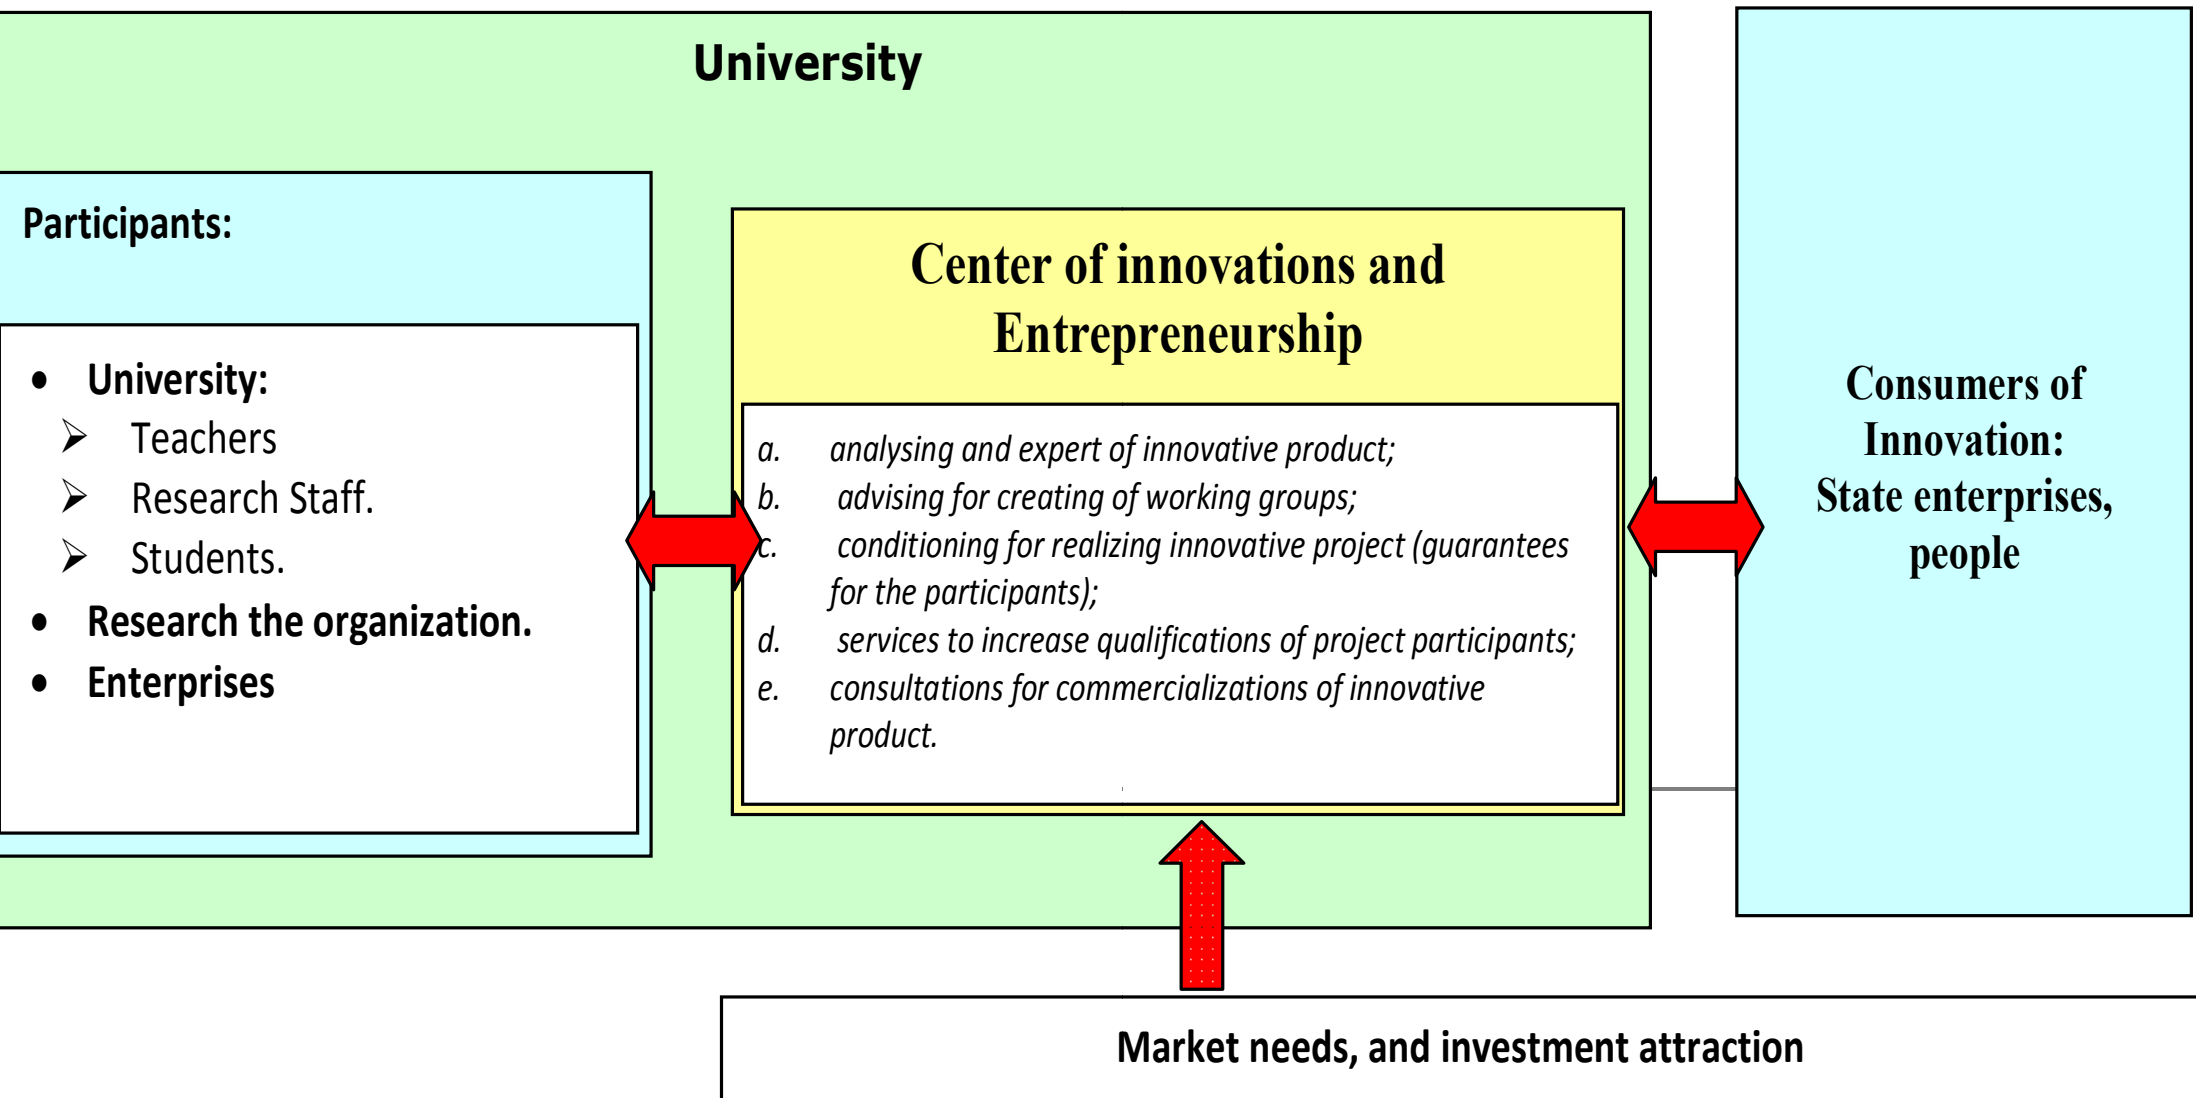 University
Participants:
• University:
➢ Teachers
➢ Research Staff.
➢ Students.
• Research the organization.
• Enterprises
Center of innovations and
Entrepreneurship
a. analysing and expert of innovative product;
b. advising for creating of working groups;
c. conditioning for realizing innovative project (guarantees
for the participants);
d. services to increase qualifications of project participants;
e. consultations for commercializations of innovative
product.
Consumers of
Innovation:
State enterprises,
people
Market needs, and investment attraction